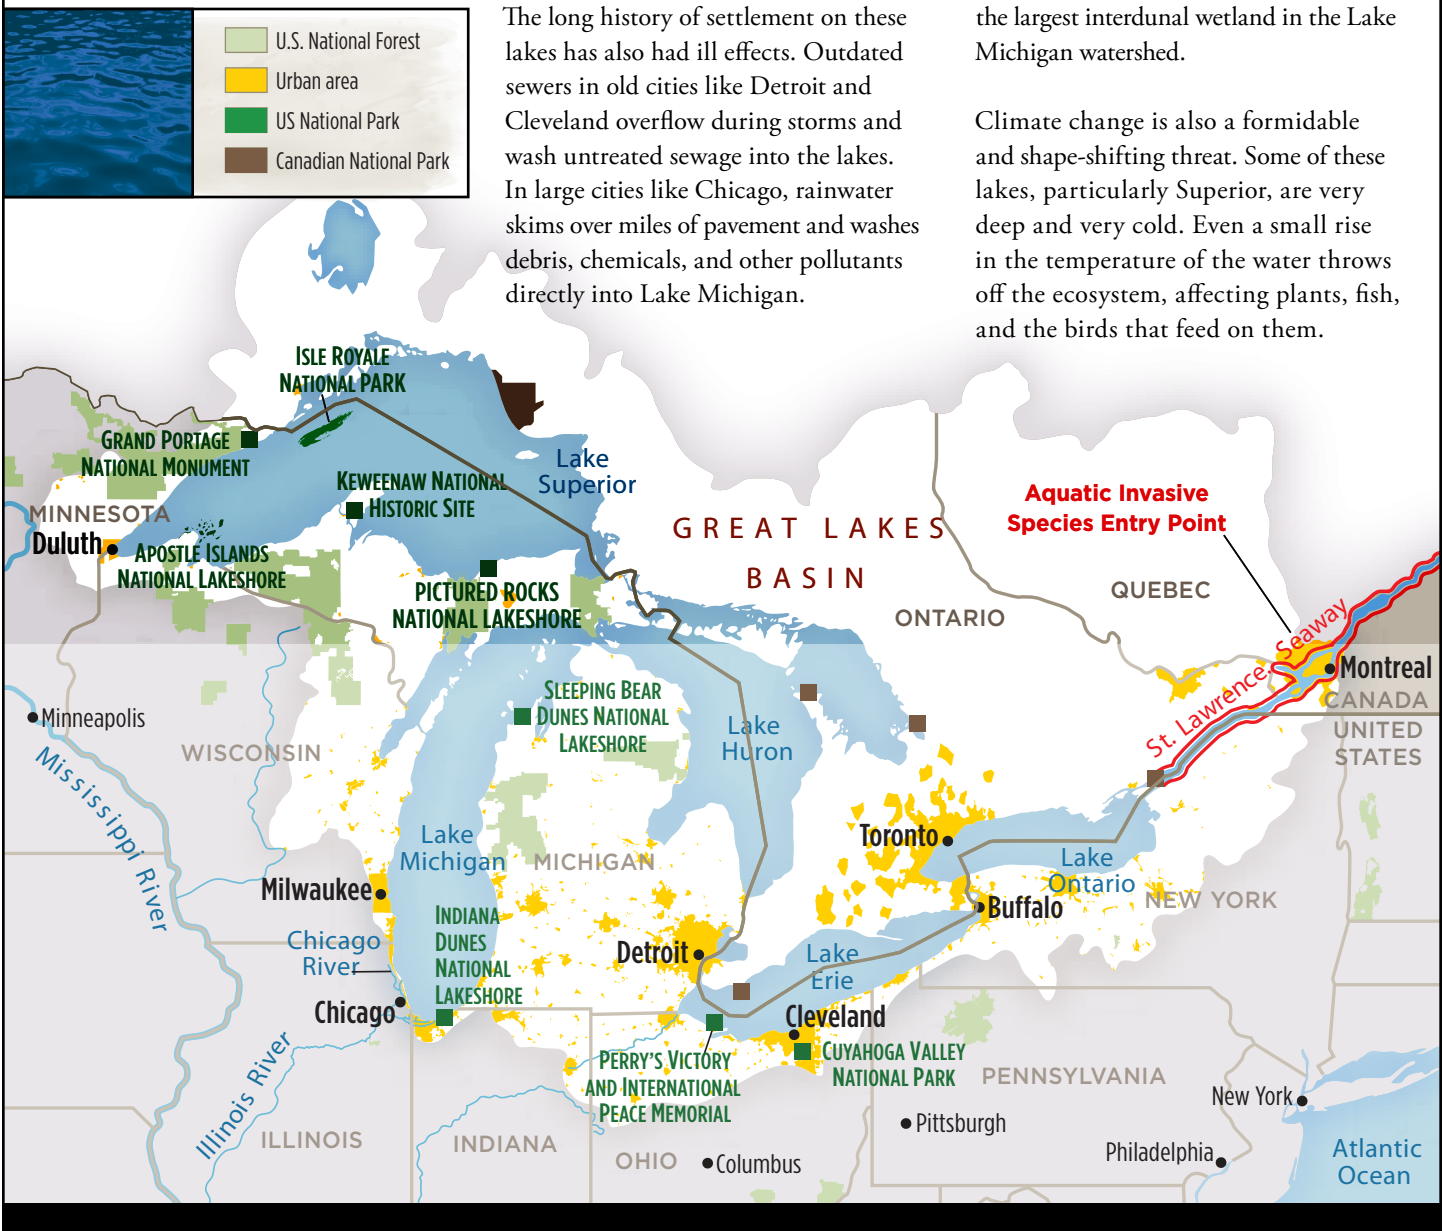 U.S. National Forest
Urban area
US National Park
Canadian National Park
The long history of settlement on these
lakes has also had ill effects. Outdated
sewers in old cities like Detroit and
Cleveland overflow during storms and
wash untreated sewage into the lakes.
In large cities like Chicago, rainwater
skims over miles of pavement and washes
debris, chemicals, and other pollutants
directly into Lake Michigan.
the largest interdunal wetland in the Lake
Michigan watershed.
Climate change is also a formidable
and shape-shifting threat. Some of these
lakes, particularly Superior, are very
deep and very cold. Even a small rise
in the temperature of the water throws
off the ecosystem, affecting plants, fish,
and the birds that feed on them.
ISLE ROYALE
NATIONAL PARK
GRAND PORTAGE
NATIONAL MONUMENT
KEWEENAW NATIONAL
HISTORIC SITE
Lake
Superior
MINNESOTA
Duluth
APOSTLE ISLANDS
NATIONAL LAKESHORE
PICTURED ROCKS
NATIONAL LAKESHORE
GREAT LAKES
BASIN
Aquatic Invasive
Species Entry Point
ONTARIO
QUEBEC
St. Lawrence Seaway
Montreal
CANADA
UNITED
STATES
Minneapolis
WISCONSIN
Mississippi River
SLEEPING BEAR
DUNES NATIONAL
LAKESHORE
Lake
Huron
Lake
Michigan
MICHIGAN
Toronto
Lake
Ontario
Milwaukee
Buffalo
NEW YORK
Chicago
River
INDIANA
DUNES
NATIONAL
LAKESHORE
Detroit
Lake
Erie
Chicago
Cleveland
Illinois River
PERRY'S VICTORY
AND INTERNATIONAL
PEACE MEMORIAL
CUYAHOGA VALLEY
NATIONAL PARK
PENNSYLVANIA
New York
Pittsburgh
ILLINOIS
INDIANA
OHIO
Columbus
Philadelphia
Atlantic
Ocean